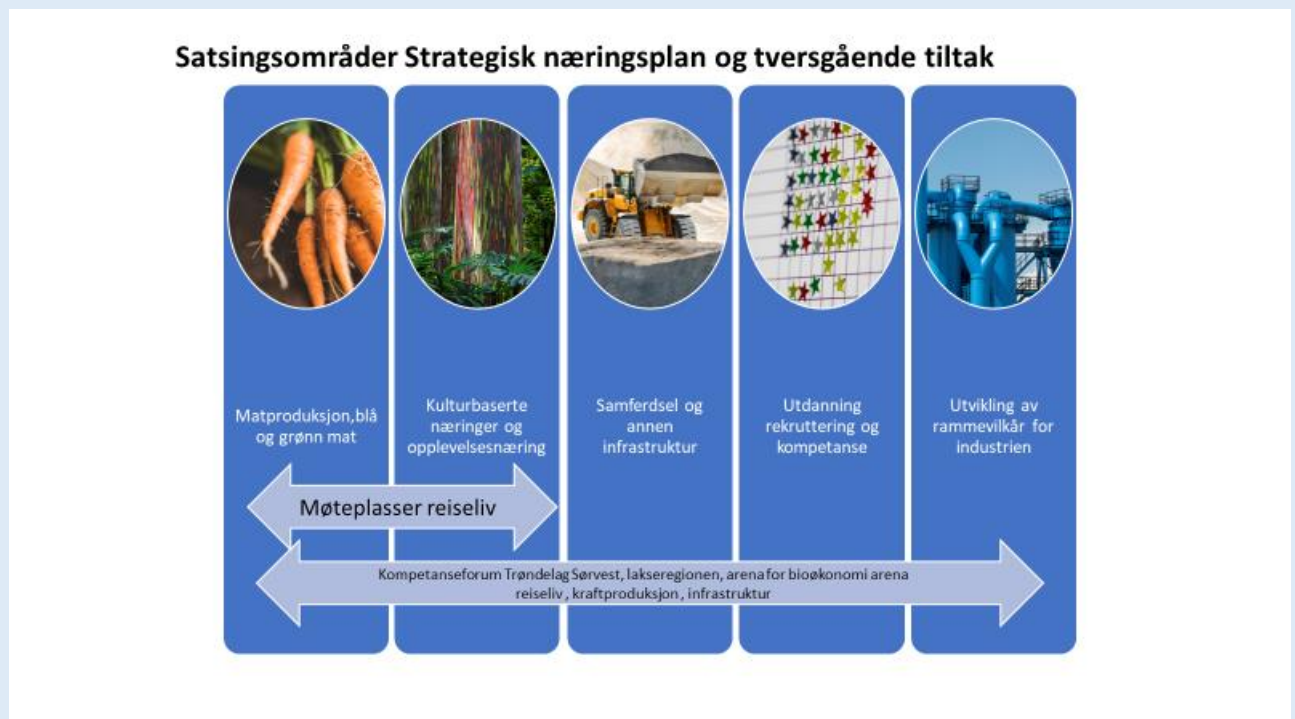 Satsingsområder Strategisk næringsplan og tversgående tiltak
Matproduksjon,blå
og grønn mat
Kulturbaserte
næringer og
opplevelsesnæring
Samferdsel og
annen
infrastruktur
Utdanning
rekruttering og
kompetanse
Utvikling av
rammevilkår for
industrien
Møteplasser reiseliv
Kompetanseforum Trøndelag Sørvest, lakseregionen, arena for bioøkonomi arena
reiseliv , kraftproduksjon , infrastruktur